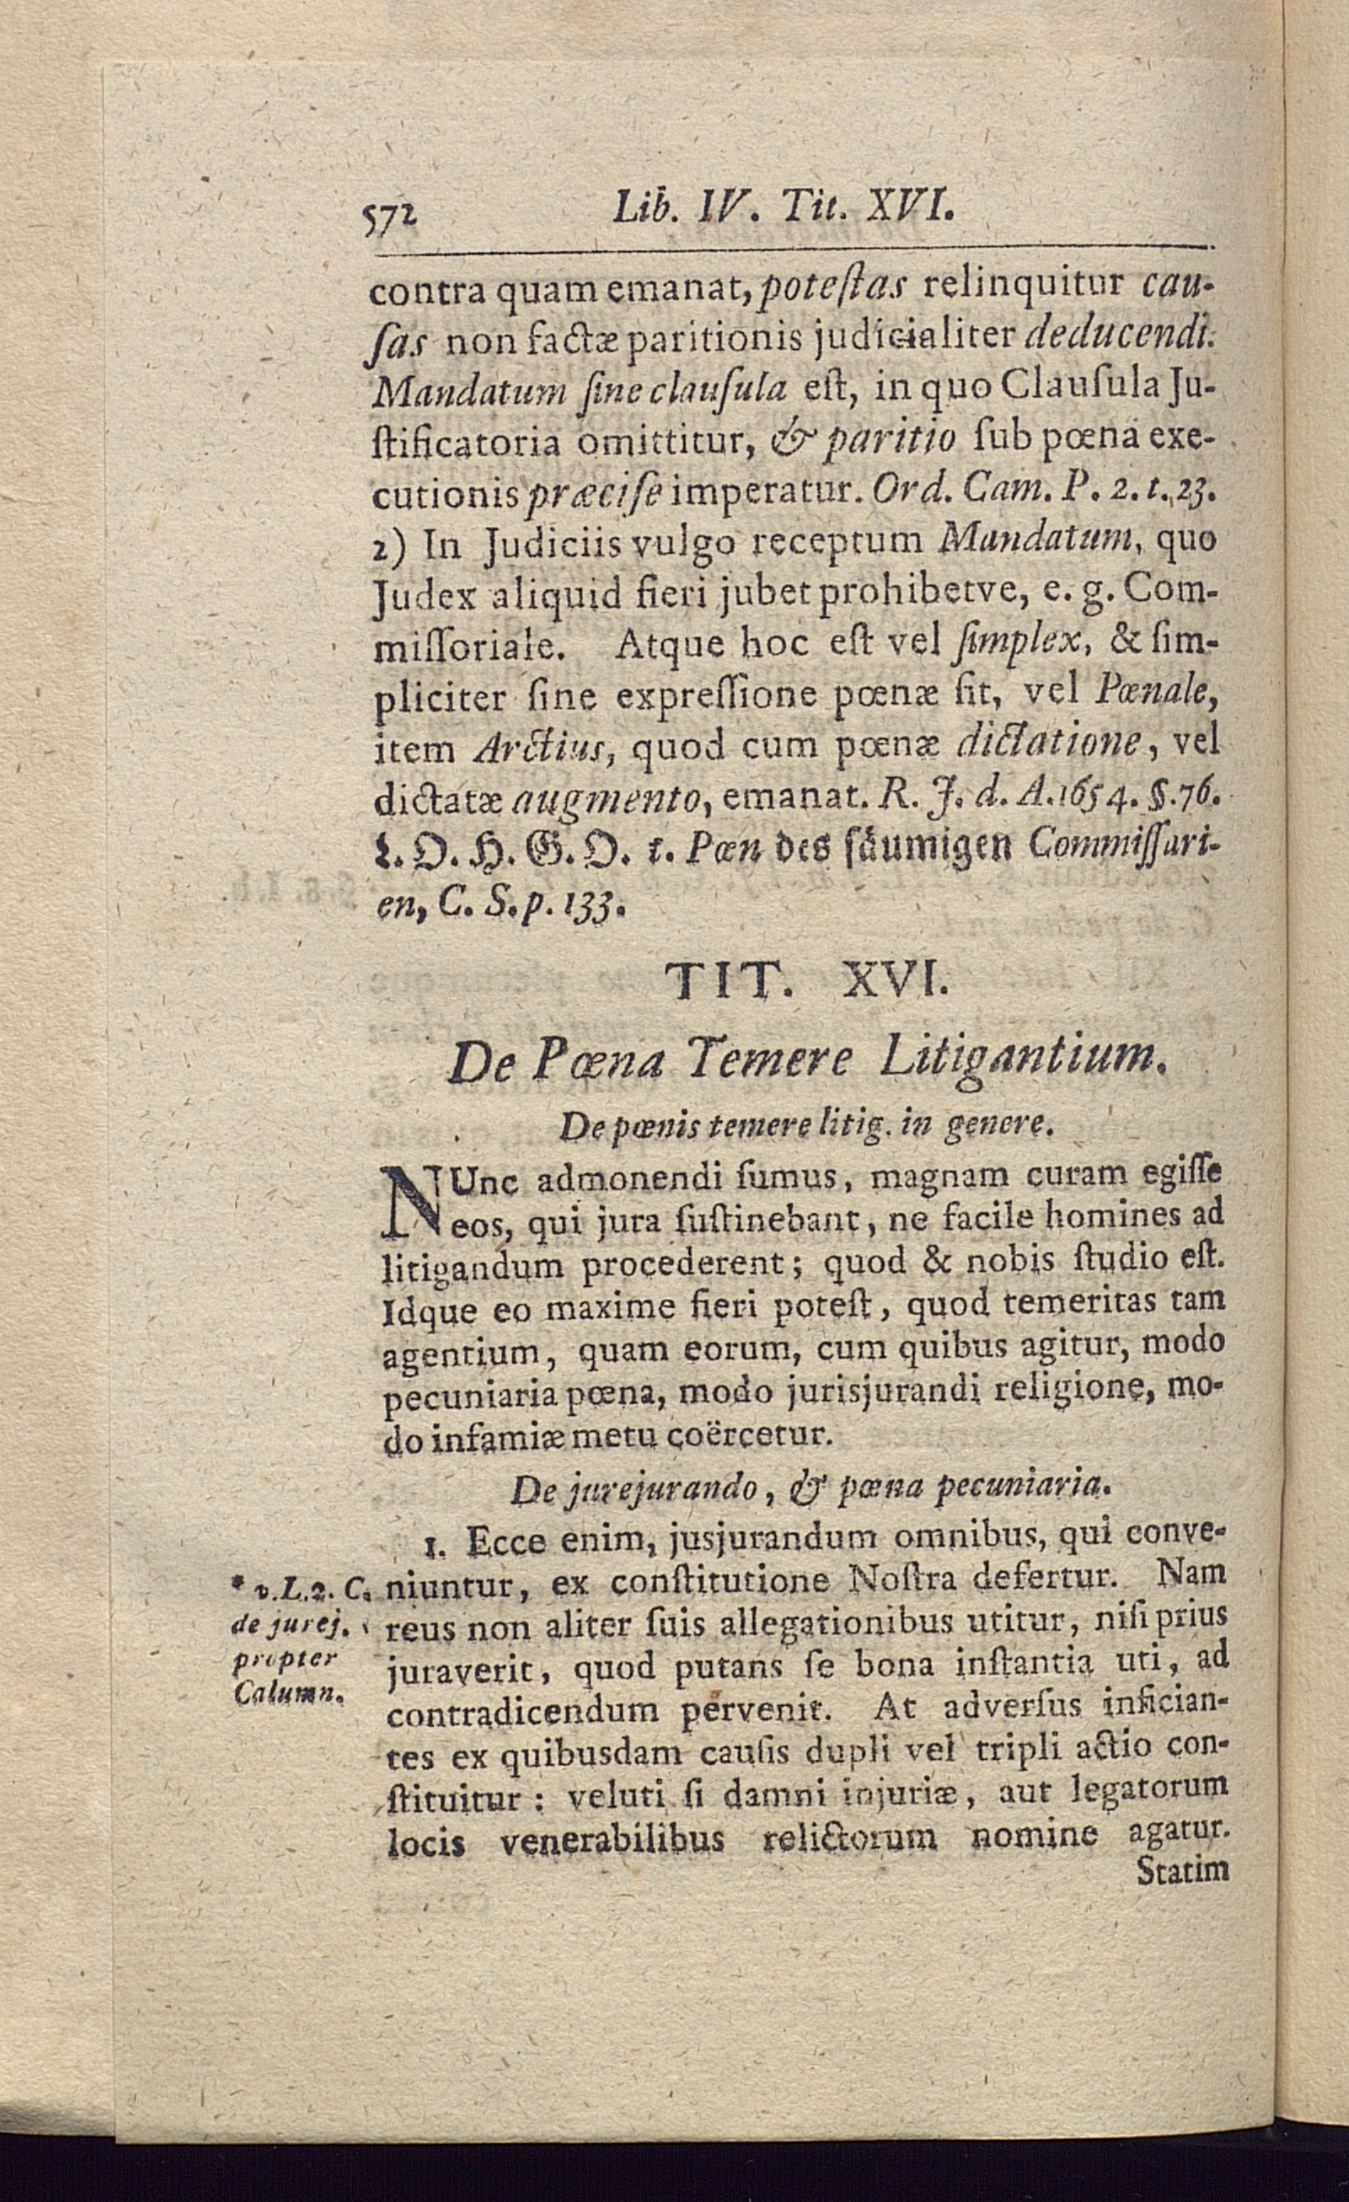 572 Lib. IV. Tit. XVI.
contra quam emanat, poteſtas relinquitur cau-
ſas non factæ paritionis judicialiter deducendi.
Mandatum ſine clauſula eſt, in quo Clauſula Ju-
ſtificatoria omittitur, & paritio ſub pœna exe-
cutionis præciſe imperatur. Ord. Cam. P. 2. t. 23.
2) In Judiciis vulgo receptum Mandatum, quo
Judex aliquid fieri jubet prohibetve, e. g. Com-
miſſoriale. Atque hoc eſt vel ſimplex, & ſim-
pliciter ſine expreſſione pœnæ fit, vel Pœnale,
item Arctius, quod cum pœnæ dictatione, vel
dictatæ augmento, emanat. R. J. d. A. 1654. §. 76.
L. O. H. G. O. t. Pœn des ſäumigen Commiſſari-
en, C. S. p. 133.
TIT. XVI.
De Pœna Temere Litigantium.
De pœnis temere litig. in genere.
NUnc admonendi ſumus, magnam curam egiſſe
eos, qui jura ſuſtinebant, ne facile homines ad
litigandum procederent; quod & nobis ſtudio eſt.
Idque eo maxime fieri poteſt, quod temeritas tam
agentium, quam eorum, cum quibus agitur, modo
pecuniaria pœna, modo jurisjurandi religione, mo-
do infamiæ metu coërcetur.
De jurejurando, & pœna pecuniaria.
1. Ecce enim, jusjurandum omnibus, qui conve-
niuntur, ex conſtitutione Noſtra defertur. Nam
reus non aliter ſuis allegationibus utitur, niſi prius
juraverit, quod putans ſe bona inſtantia uti, ad
contradicendum pervenit. At adverſus infician-
tes ex quibusdam cauſis dupli vel tripli actio con-
ſtituitur: veluti ſi damni injuriæ, aut legatorum
locis venerabilibus relictorum nomine agatur.
Statim
* v. L. 2. C.
de jurej.
propter
Calumn.